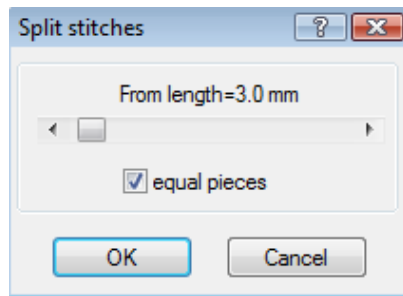 Split stitches
From length=3.0 mm
equal pieces
OK Cancel